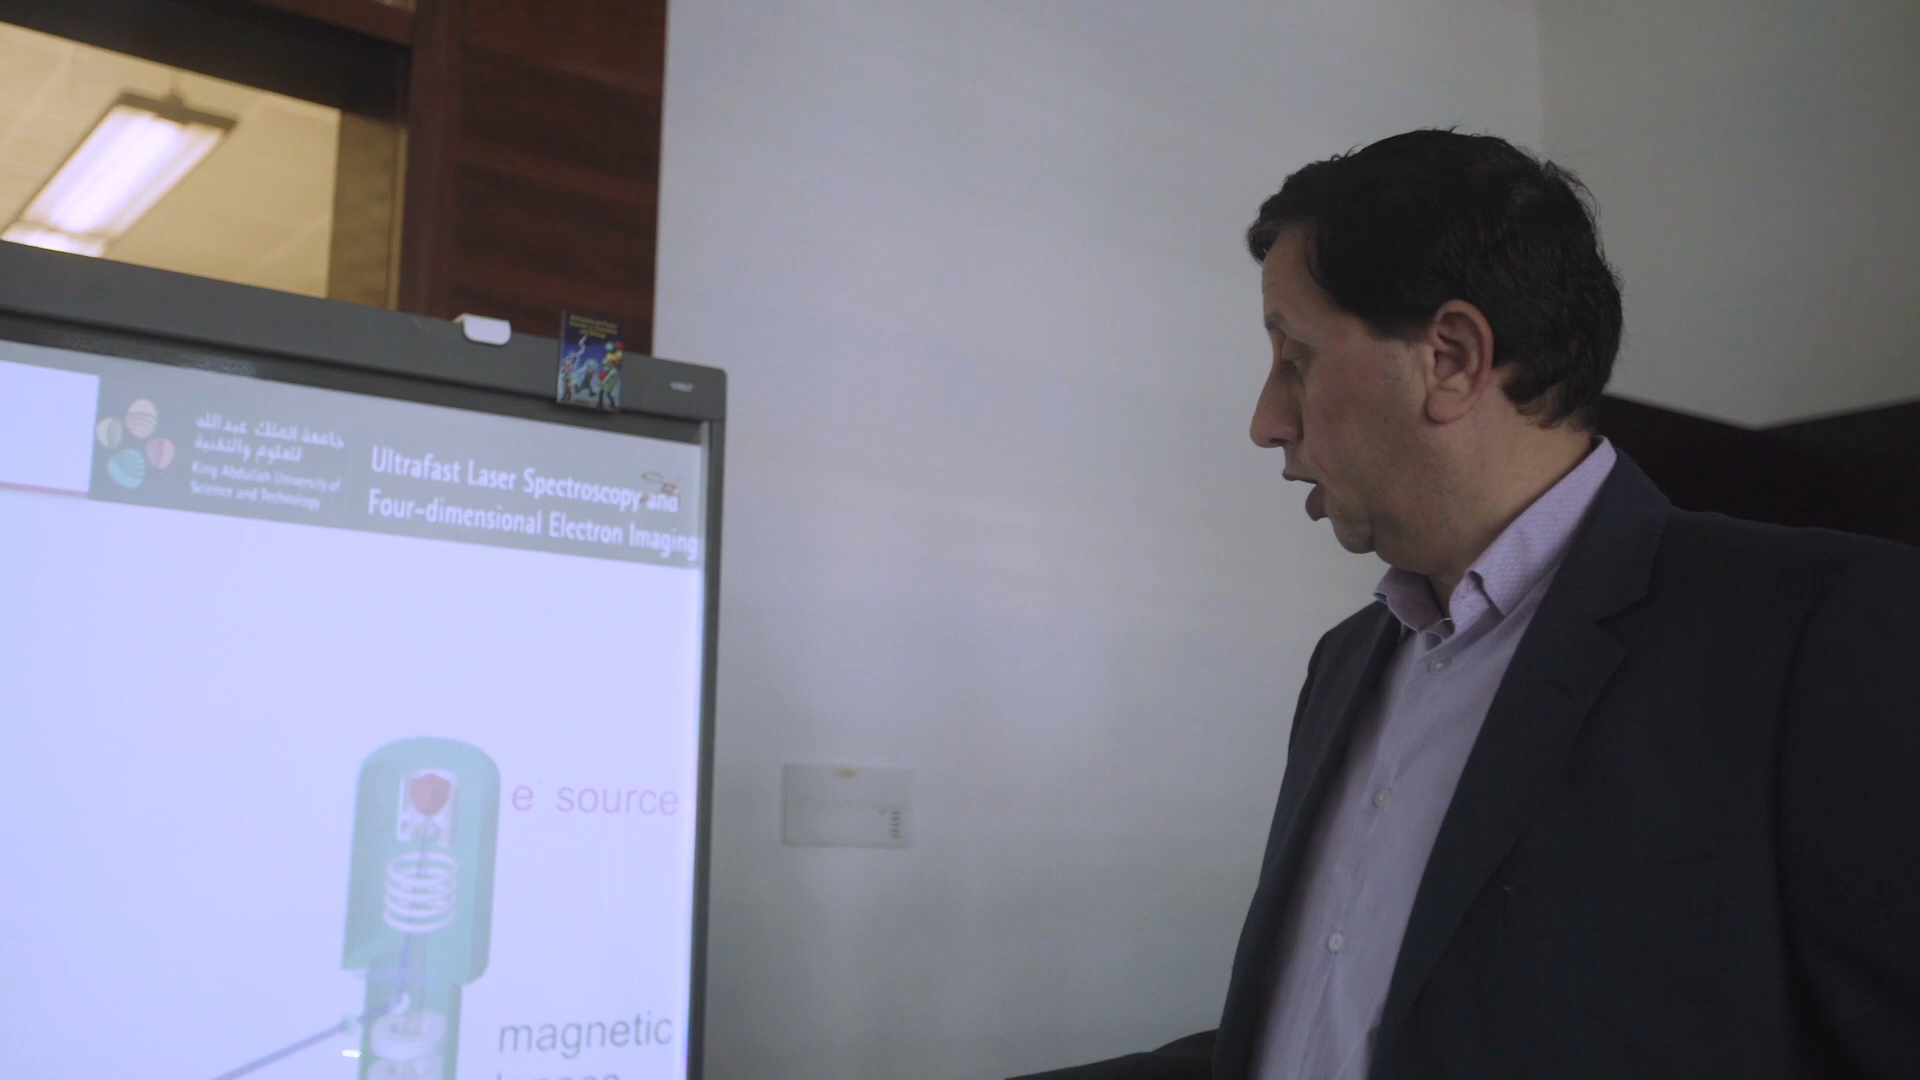 جامعة الملك عبدالله
للعلوم والتقنية
King Abdullah University of
Science and Technology
Ultrafast Laser Spectroscopy and
Four-dimensional Electron Imaging
e⁻ source
magnetic